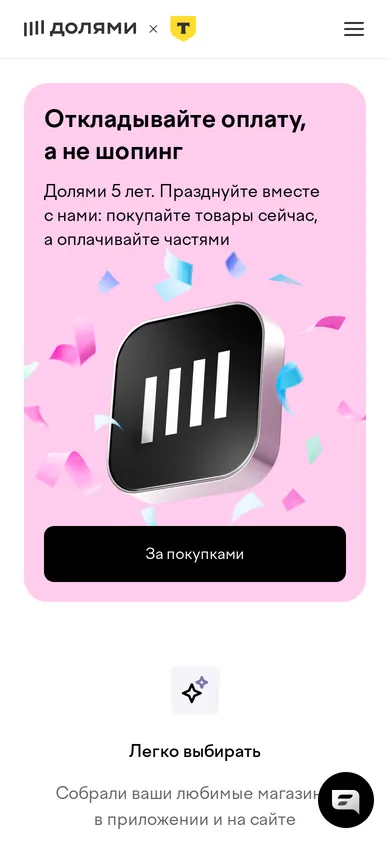 долями × Т
Откладывайте оплату,
а не шопинг
Долями 5 лет. Празднуйте вместе
с нами: покупайте товары сейчас,
а оплачивайте частями
За покупками
Легко выбирать
Собрали ваши любимые
в приложении и на сайте